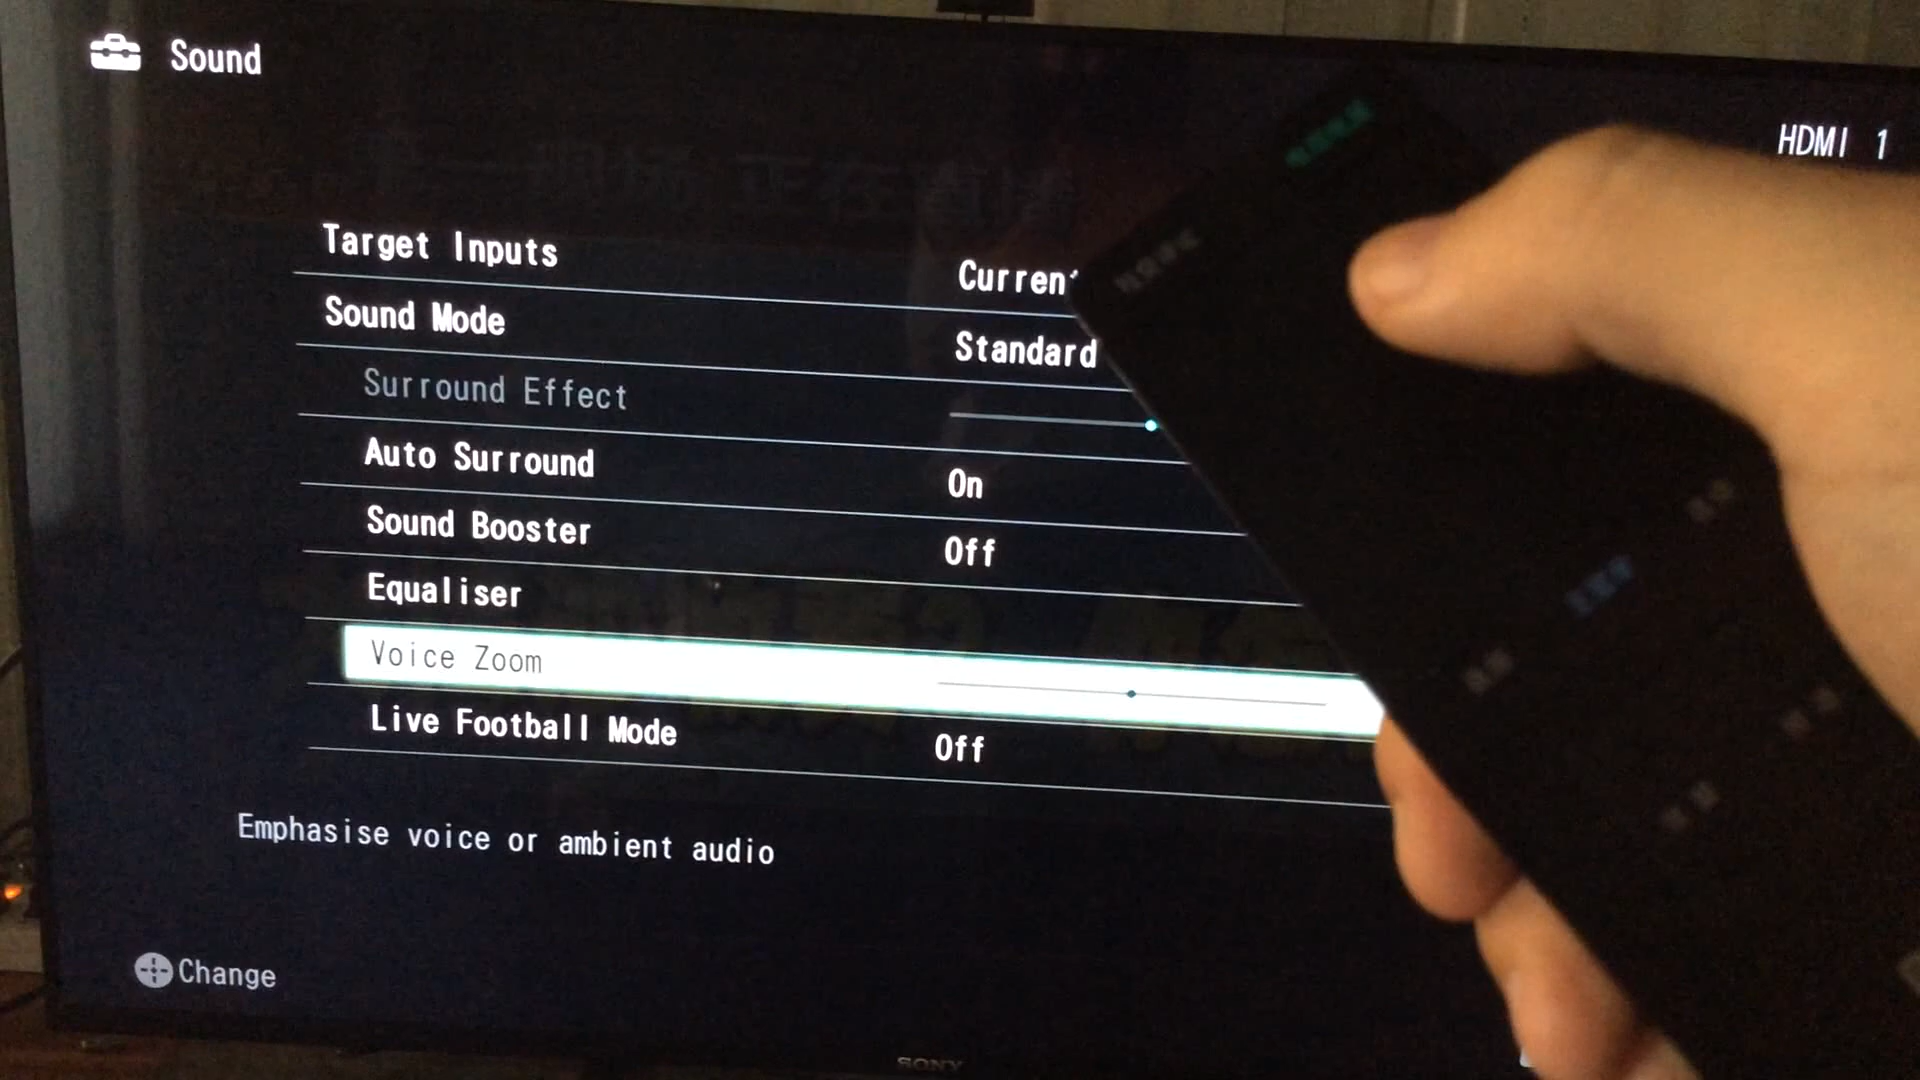 Sound
HDMI 1
Target Inputs
Sound Mode
Standard
Surround Effect
Auto Surround
On
Sound Booster
Off
Equaliser
Voice Zoom
Live Football Mode
Off
Emphasise voice or ambient audio
Change
SONY